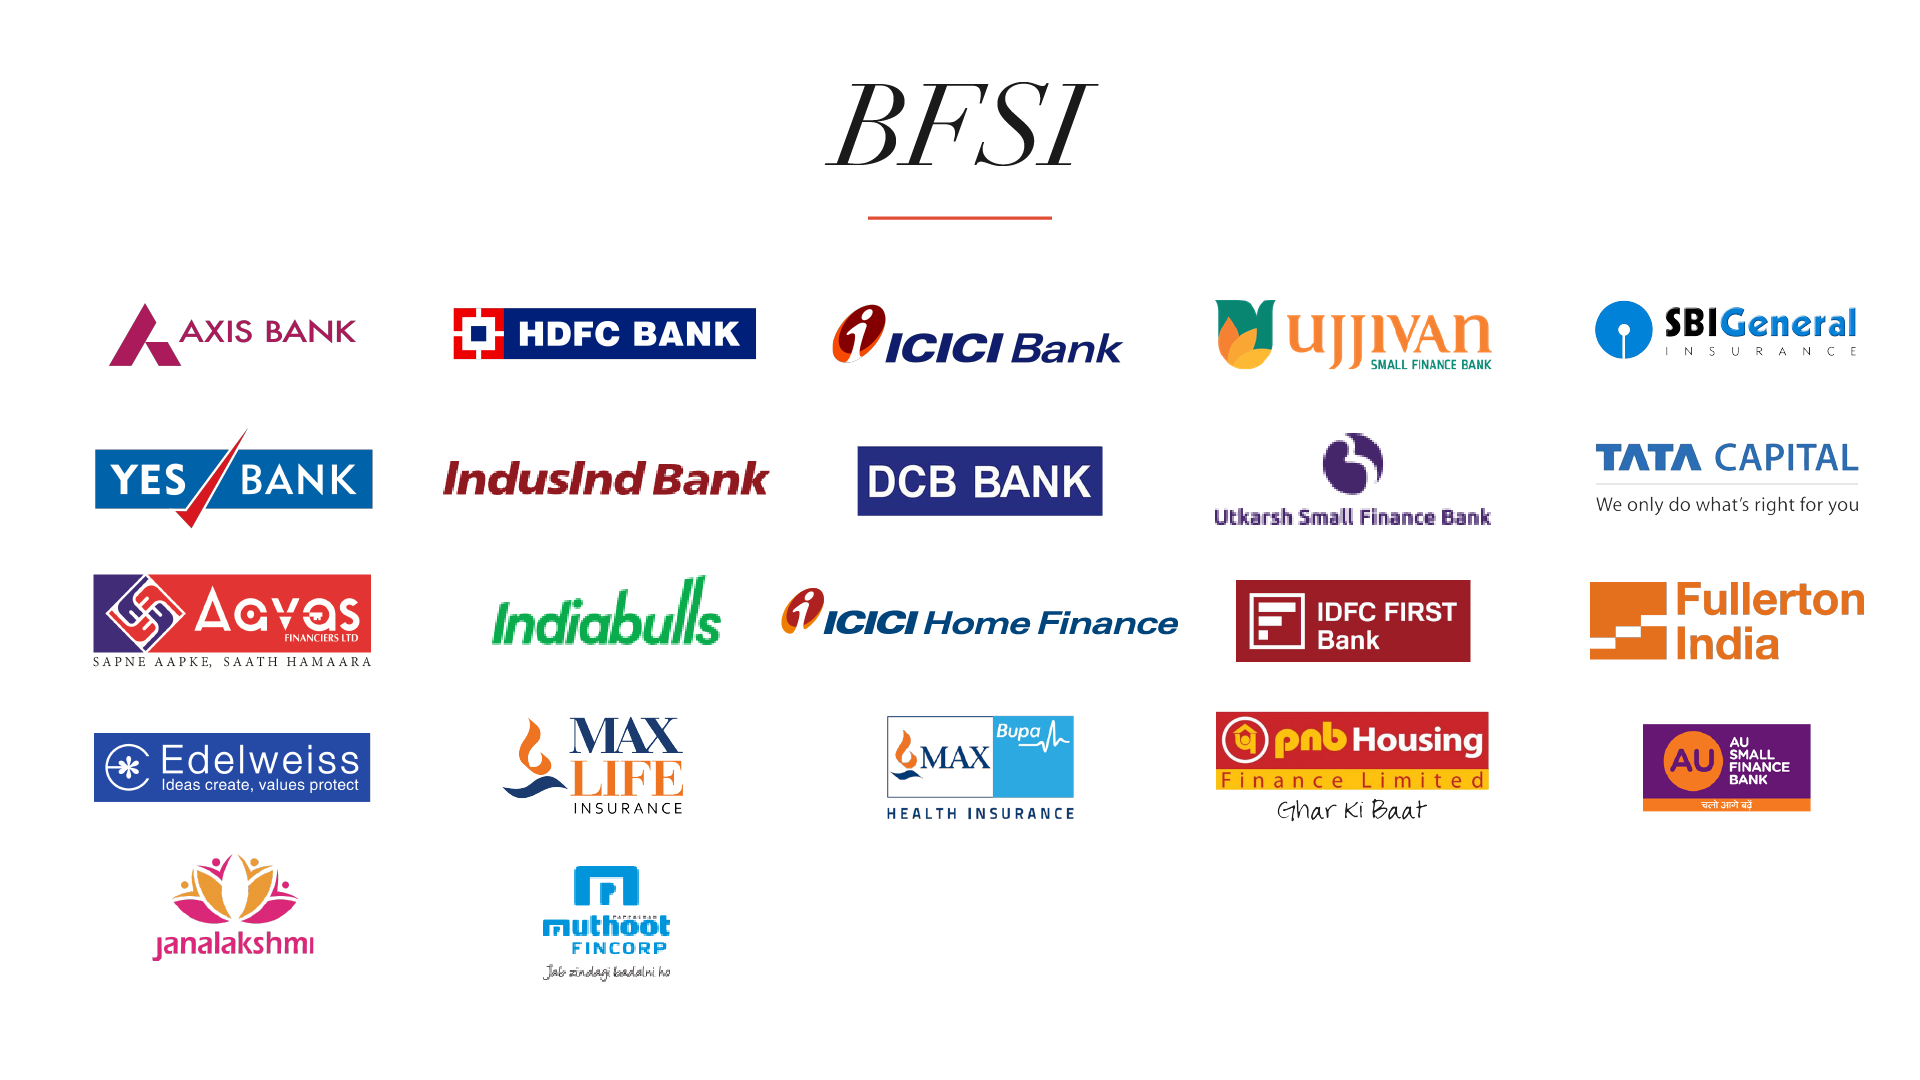 BFSI
AXIS BANK
HDFC BANK
ICICI Bank
UJJIVAN
SMALL FINANCE BANK
SBIGeneral
INSURANCE
YES BANK
IndusInd Bank
DCB BANK
Utkarsh Small Finance Bank
TATA CAPITAL
We only do what's right for you
Aavas
FINANCIERS LTD
SAPNE AAPKE, SAATH HAMAARA
Indiabulls
ICICI Home Finance
IDFC FIRST
Bank
Fullerton
India
Edelweiss
Ideas create, values protect
MAX
LIFE
INSURANCE
MAX
Bupa
HEALTH INSURANCE
pnb Housing
Finance Limited
Ghar Ki Baat
AU
AU
SMALL
FINANCE
BANK
चलो आगे बढ़ें
janalakshmi
muthoot
FINCORP
Jab zindagi badalni ho